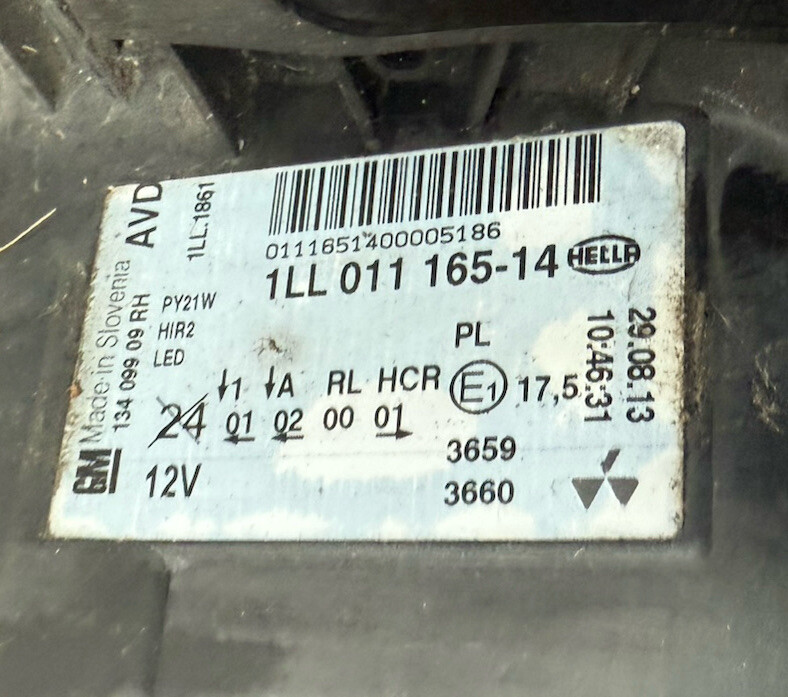 0111651400005186
1LL 011 165-14 HELLA
AVD
1LL.1861
Made in Slovenia
134 099 09 RH
GM
PY21W
HIR2
LED
PL
1 A RL HCR E1 17,5
24 01 02 00 01
12V
3659
3660
29.08.13
10:46:31